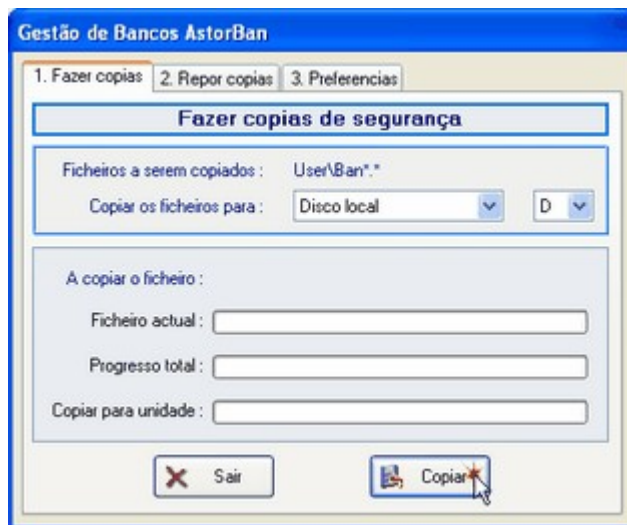 Gestão de Bancos AstorBan
1. Fazer copias 2. Repor copias 3. Preferencias
Fazer copias de segurança
Ficheiros a serem copiados : User\Ban*.*
Copiar os ficheiros para : Disco local D
A copiar o ficheiro :
Ficheiro actual :
Progresso total :
Copiar para unidade :
Sair Copiar